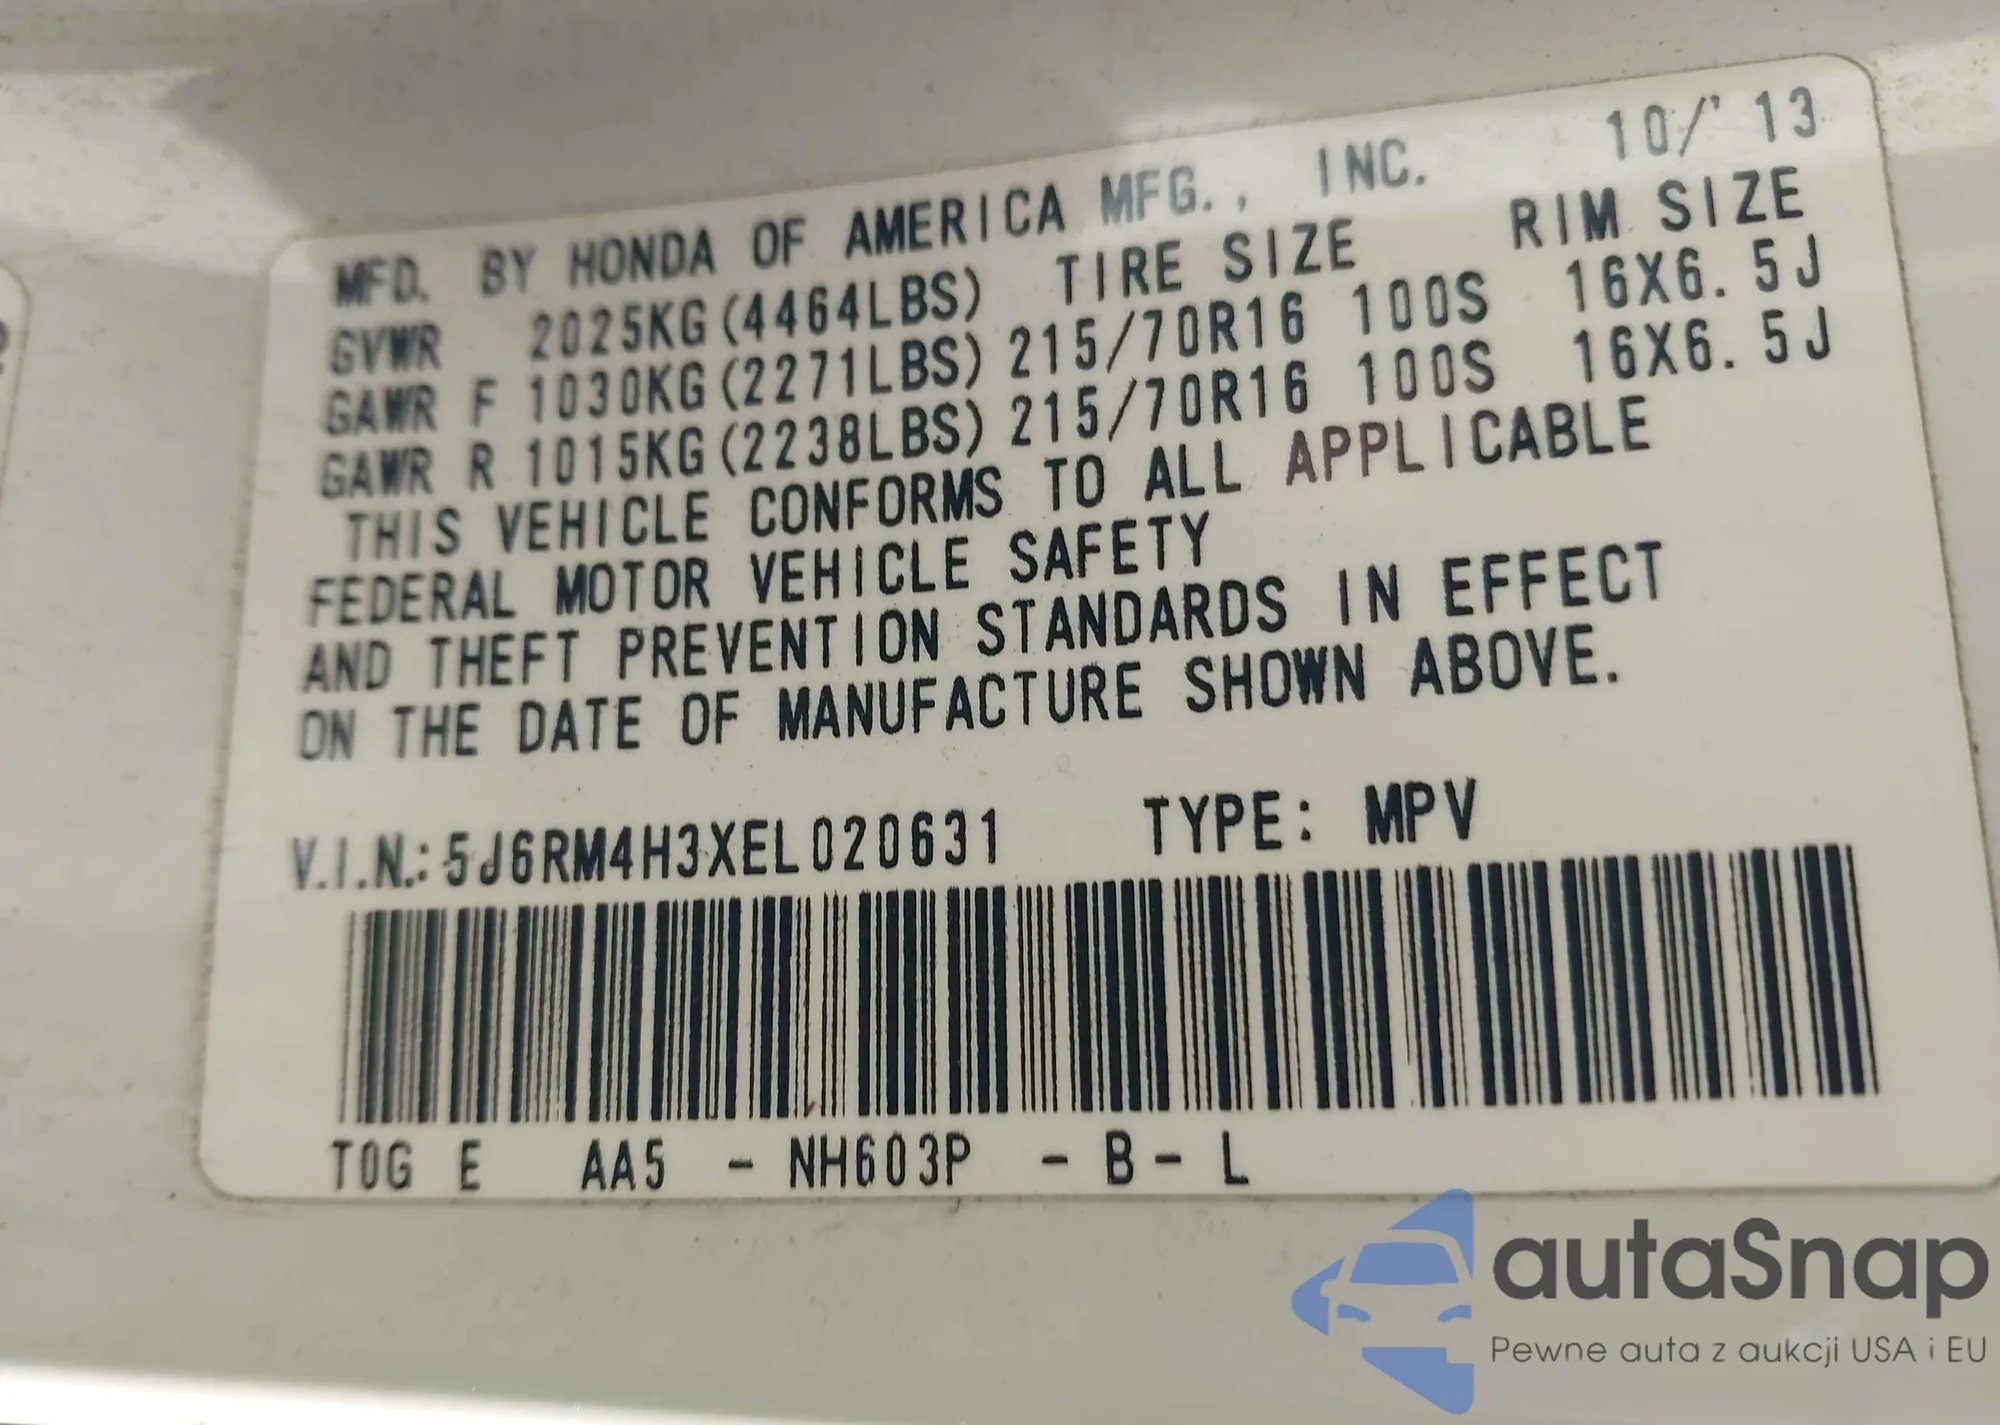 MFD. BY HONDA OF AMERICA MFG., INC. 10/'13
GVWR 2025KG(4464LBS) TIRE SIZE RIM SIZE
GAWR F 1030KG(2271LBS) 215/70R16 100S 16X6.5J
GAWR R 1015KG(2238LBS) 215/70R16 100S 16X6.5J
THIS VEHICLE CONFORMS TO ALL APPLICABLE
FEDERAL MOTOR VEHICLE SAFETY
AND THEFT PREVENTION STANDARDS IN EFFECT
ON THE DATE OF MANUFACTURE SHOWN ABOVE.
V.I.N.:5J6RM4H3XEL020631 TYPE: MPV
T0G E AA5 - NH603P - B - L
autaSnap
Pewne auta z aukcji USA i EU